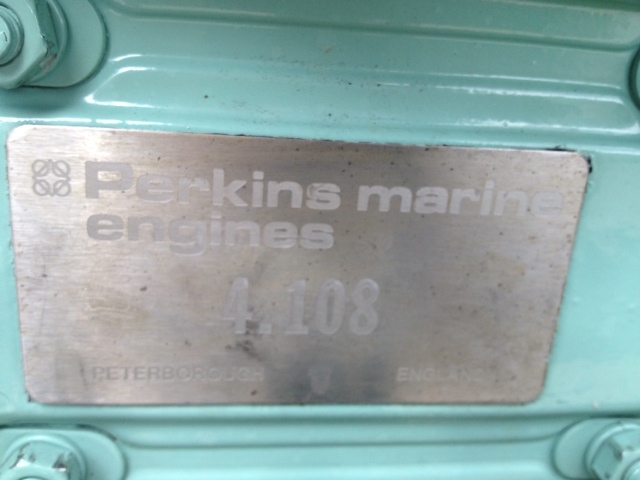 Perkins marine
engines
4.108
PETERBOROUGH ENGLAND